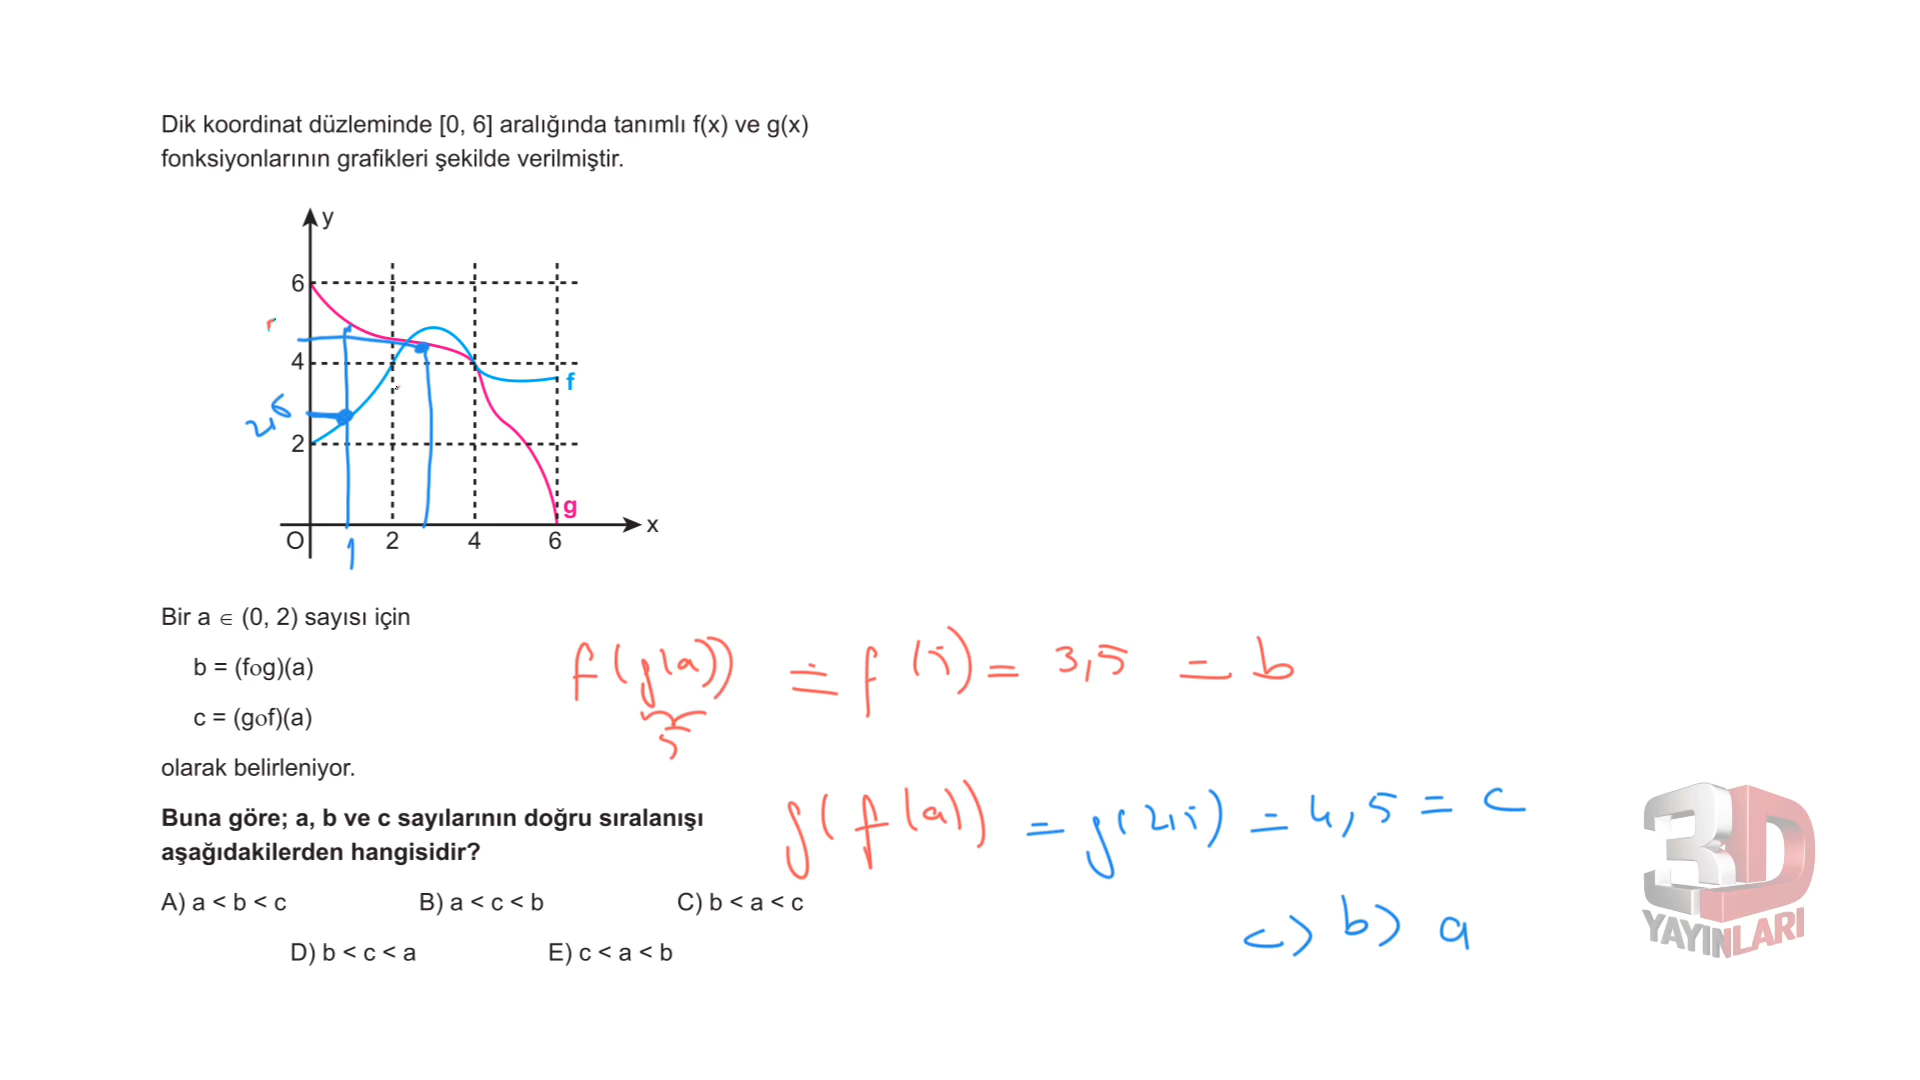 Dik koordinat düzleminde [0, 6] aralığında tanımlı f(x) ve g(x)
fonksiyonlarının grafikleri şekilde verilmiştir.
y
6
4
2,6
2
f
g
x
O
2
4
6
1
Bir a ∈ (0, 2) sayısı için
b = (fog)(a)
f(g(a)) = f(5) = 3,5 = b
5
c = (gof)(a)
olarak belirleniyor.
g(f(a)) = g(2,5) = 4,5 = c
Buna göre; a, b ve c sayılarının doğru sıralanışı
aşağıdakilerden hangisidir?
A) a < b < c B) a < c < b C) b < a < c
c > b > a
D) b < c < a E) c < a < b
3D
YAYINLARI